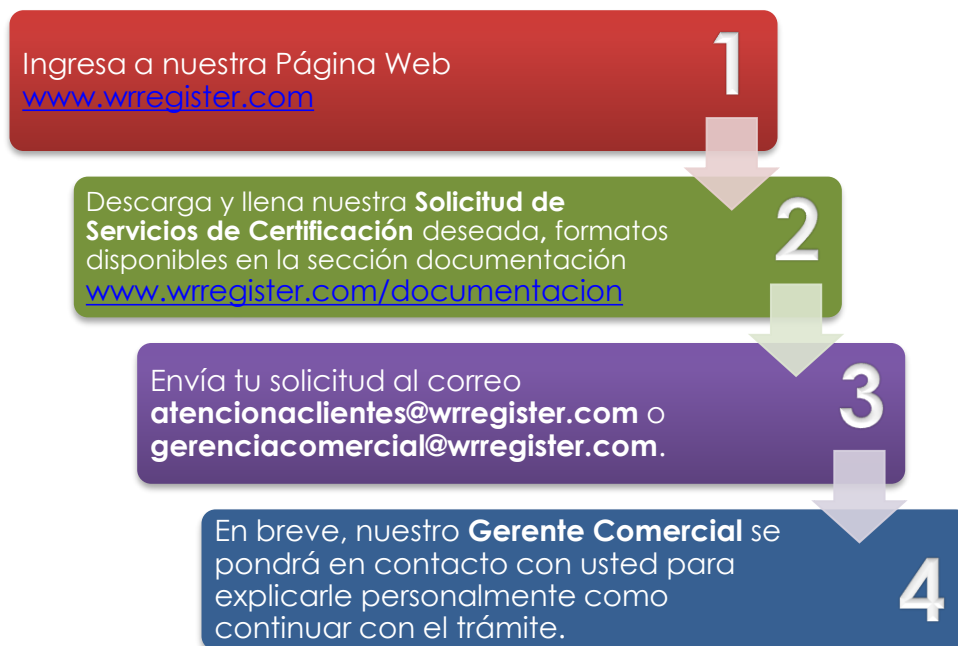 Ingresa a nuestra Página Web
www.wrregister.com
1
Descarga y llena nuestra Solicitud de
Servicios de Certificación deseada, formatos
disponibles en la sección documentación
www.wrregister.com/documentacion
2
Envía tu solicitud al correo
atencionaclientes@wrregister.com o
gerenciacomercial@wrregister.com.
3
En breve, nuestro Gerente Comercial se
pondrá en contacto con usted para
explicarle personalmente como
continuar con el trámite.
4